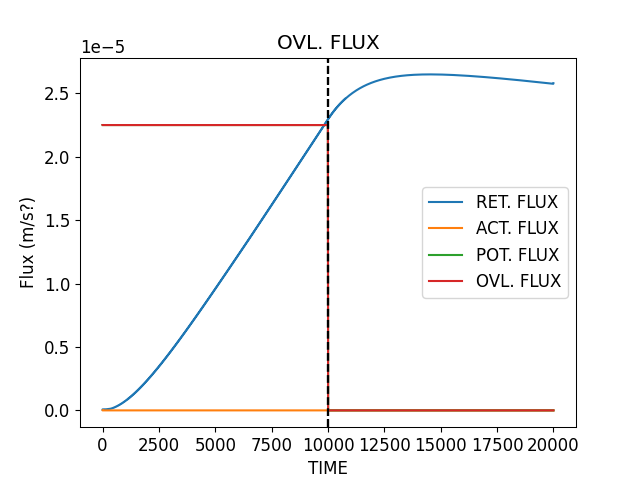 OVL. FLUX
1e−5
2.5
2.0
1.5
1.0
0.5
0.0
Flux (m/s?)
RET. FLUX
ACT. FLUX
POT. FLUX
OVL. FLUX
0 2500 5000 7500 10000 12500 15000 17500 20000
TIME